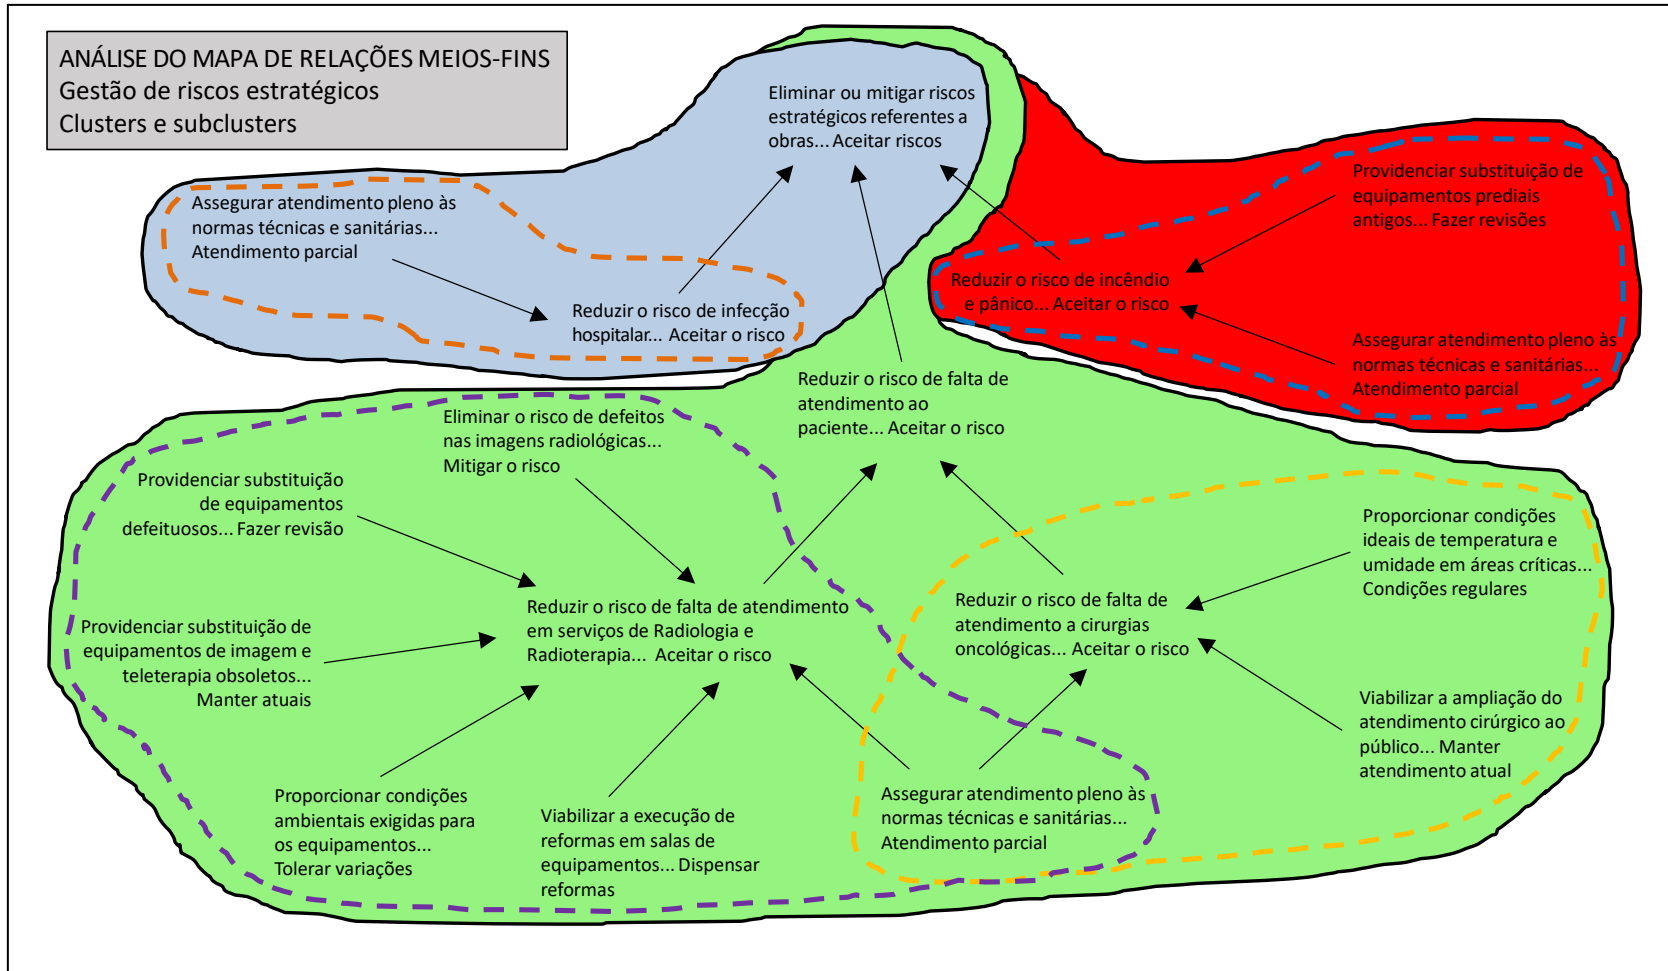 ANÁLISE DO MAPA DE RELAÇÕES MEIOS-FINS
Gestão de riscos estratégicos
Clusters e subclusters
Eliminar ou mitigar riscos
estratégicos referentes a
obras... Aceitar riscos
Assegurar atendimento pleno às
normas técnicas e sanitárias...
Atendimento parcial
Reduzir o risco de infecção
hospitalar... Aceitar o risco
Providenciar substituição de
equipamentos prediais
antigos... Fazer revisões
Reduzir o risco de incêndio
e pânico... Aceitar o risco
Assegurar atendimento pleno às
normas técnicas e sanitárias...
Atendimento parcial
Reduzir o risco de falta de
atendimento ao
paciente... Aceitar o risco
Eliminar o risco de defeitos
nas imagens radiológicas...
Mitigar o risco
Providenciar substituição
de equipamentos
defeituosos... Fazer revisão
Proporcionar condições
ideais de temperatura e
umidade em áreas críticas...
Condições regulares
Reduzir o risco de falta de atendimento
em serviços de Radiologia e
Radioterapia... Aceitar o risco
Reduzir o risco de falta de
atendimento a cirurgias
oncológicas... Aceitar o risco
Providenciar substituição de
equipamentos de imagem e
teleterapia obsoletos...
Manter atuais
Viabilizar a ampliação do
atendimento cirúrgico ao
público... Manter
atendimento atual
Proporcionar condições
ambientais exigidas para
os equipamentos...
Tolerar variações
Viabilizar a execução de
reformas em salas de
equipamentos... Dispensar
reformas
Assegurar atendimento pleno às
normas técnicas e sanitárias...
Atendimento parcial